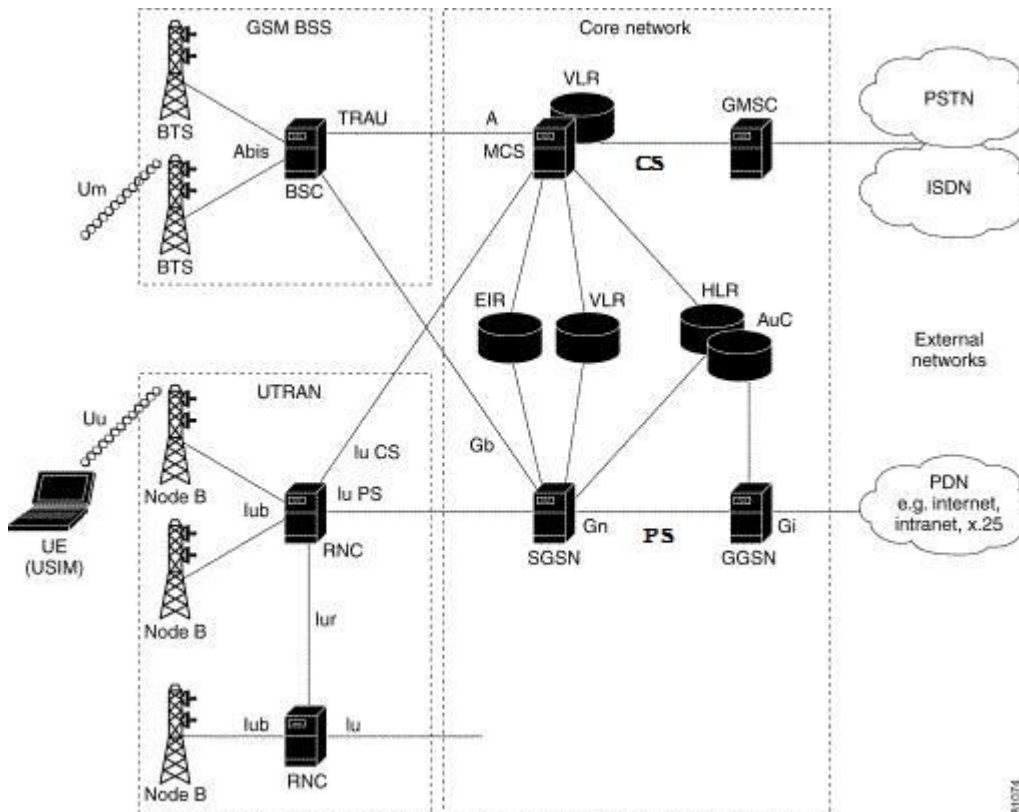 GSM BSS
Core network
VLR
GMSC
PSTN
TRAU
A
BTS
Abis
MCS
CS
Um
BSC
ISDN
BTS
EIR
VLR
HLR
AuC
External
networks
UTRAN
Uu
Iu CS
Gb
Node B
Iu PS
PDN
e.g. internet,
intranet, x.25
Iub
Gn
PS
Gi
UE
(USIM)
RNC
SGSN
GGSN
Node B
Iur
Iub
Iu
RNC
Node B